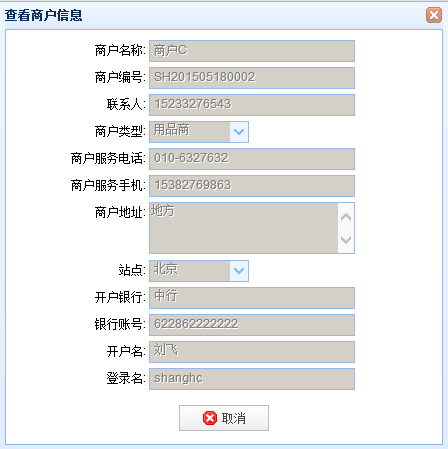 查看商户信息
商户名称: 商户C
商户编号: SH201505180002
联系人: 15233276543
商户类型: 用品商
商户服务电话: 010-6327632
商户服务手机: 15382769863
商户地址: 地方
站点: 北京
开户银行: 中行
银行账号: 622862222222
开户名: 刘飞
登录名: shanghc
取消